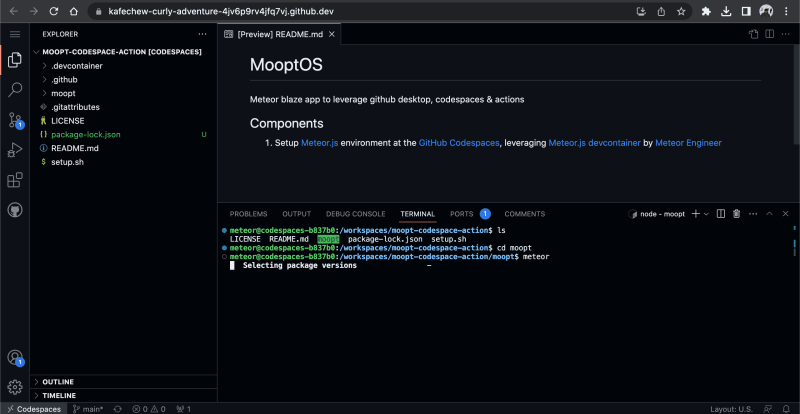 kafechew-curly-adventure-4jv6p9rv4jfq7vj.github.dev
EXPLORER
[Preview] README.md
MOOPT-CODESPACE-ACTION [CODESPACES]
.devcontainer
.github
moopt
.gitattributes
LICENSE
package-lock.json U
README.md
setup.sh
MooptOS
Meteor blaze app to leverage github desktop, codespaces & actions
Components
1. Setup Meteor.js environment at the GitHub Codespaces, leveraging Meteor.js devcontainer by Meteor Engineer
PROBLEMS OUTPUT DEBUG CONSOLE TERMINAL PORTS 1 COMMENTS
node - moopt
meteor@codespaces-b837b0:/workspaces/moopt-codespace-action$ ls
LICENSE README.md moopt package-lock.json setup.sh
meteor@codespaces-b837b0:/workspaces/moopt-codespace-action$ cd moopt
meteor@codespaces-b837b0:/workspaces/moopt-codespace-action/moopt$ meteor
Selecting package versions -
1
1
OUTLINE
TIMELINE
Codespaces main* 0 0 1 Layout: U.S.